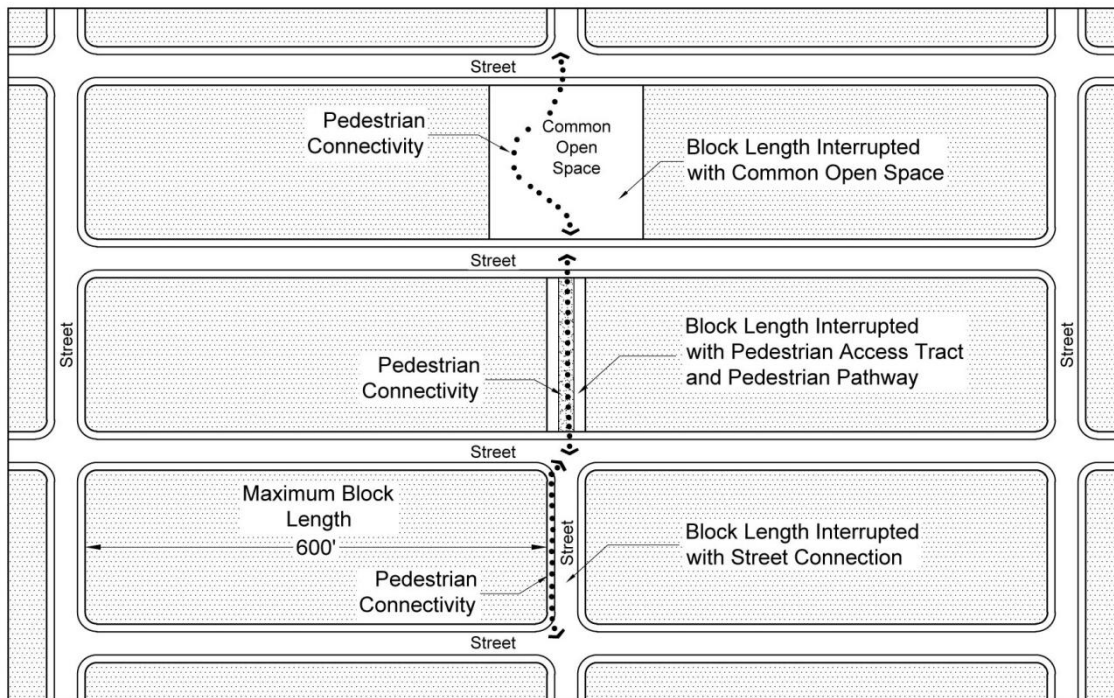 Street
Pedestrian
Connectivity
Common
Open
Space
Block Length Interrupted
with Common Open Space
Street
Street
Street
Pedestrian
Connectivity
Block Length Interrupted
with Pedestrian Access Tract
and Pedestrian Pathway
Street
Maximum Block
Length
600'
Street
Pedestrian
Connectivity
Block Length Interrupted
with Street Connection
Street